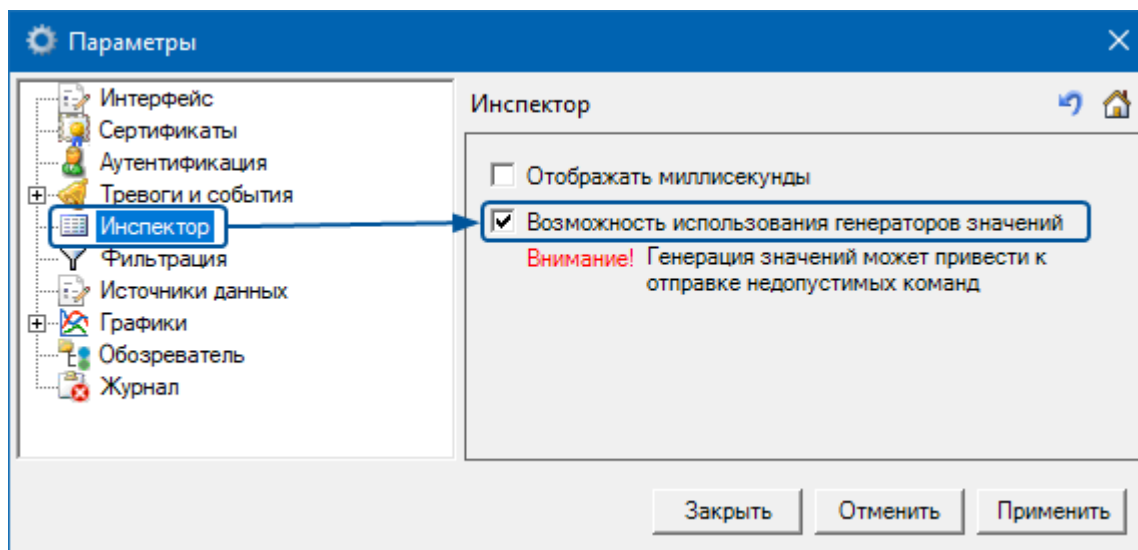 Параметры
Интерфейс
Сертификаты
Аутентификация
Тревоги и события
Инспектор
Фильтрация
Источники данных
Графики
Обозреватель
Журнал
Инспектор
Отображать миллисекунды
Возможность использования генераторов значений
Внимание! Генерация значений может привести к
отправке недопустимых команд
Закрыть
Отменить
Применить